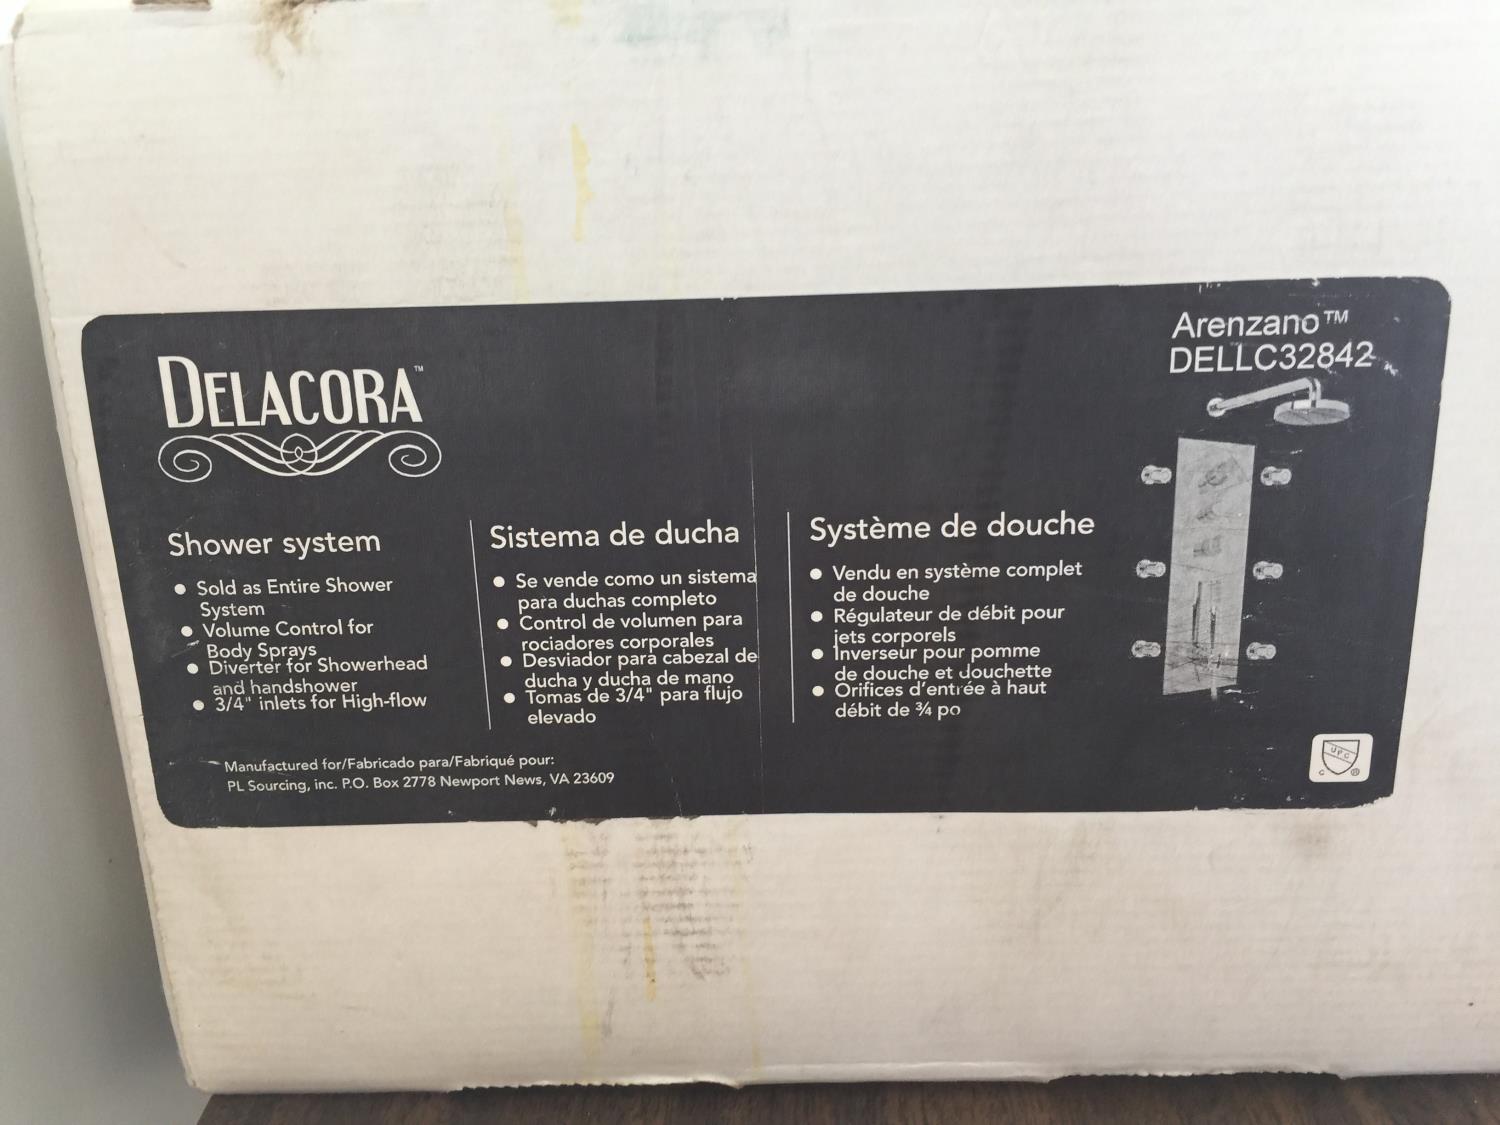 Arenzano™
DELLC32842
DELACORA™
Shower system
● Sold as Entire Shower
System
● Volume Control for
Body Sprays
● Diverter for Showerhead
and handshower
● 3/4" inlets for High-flow
Sistema de ducha
● Se vende como un sistema
para duchas completo
● Control de volumen para
rociadores corporales
● Desviador para cabezal de
ducha y ducha de mano
● Tomas de 3/4" para flujo
elevado
Système de douche
● Vendu en système complet
de douche
● Régulateur de débit pour
jets corporels
● Inverseur pour pomme
de douche et douchette
● Orifices d'entrée à haut
débit de ¾ po
Manufactured for/Fabricado para/Fabriqué pour:
PL Sourcing, inc. P.O. Box 2778 Newport News, VA 23609
UPC
C ®